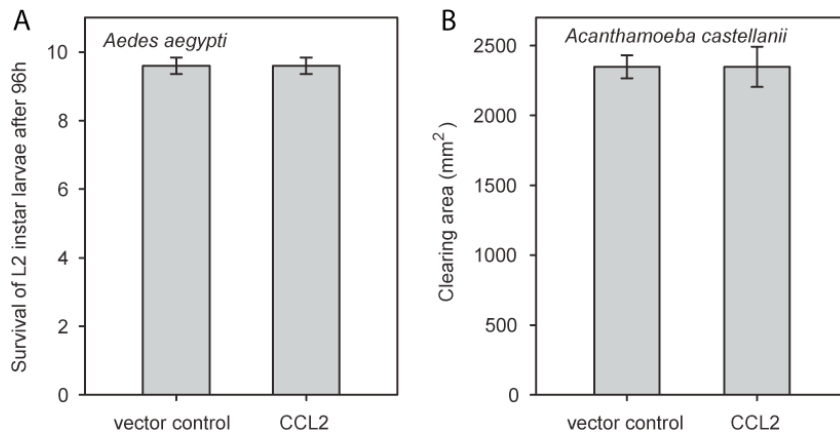 A
Aedes aegypti
Survival of L2 instar larvae after 96h
10
8
6
4
2
0
vector control CCL2
B
Acanthamoeba castellanii
Clearing area (mm²)
2500
2000
1500
1000
500
0
vector control CCL2